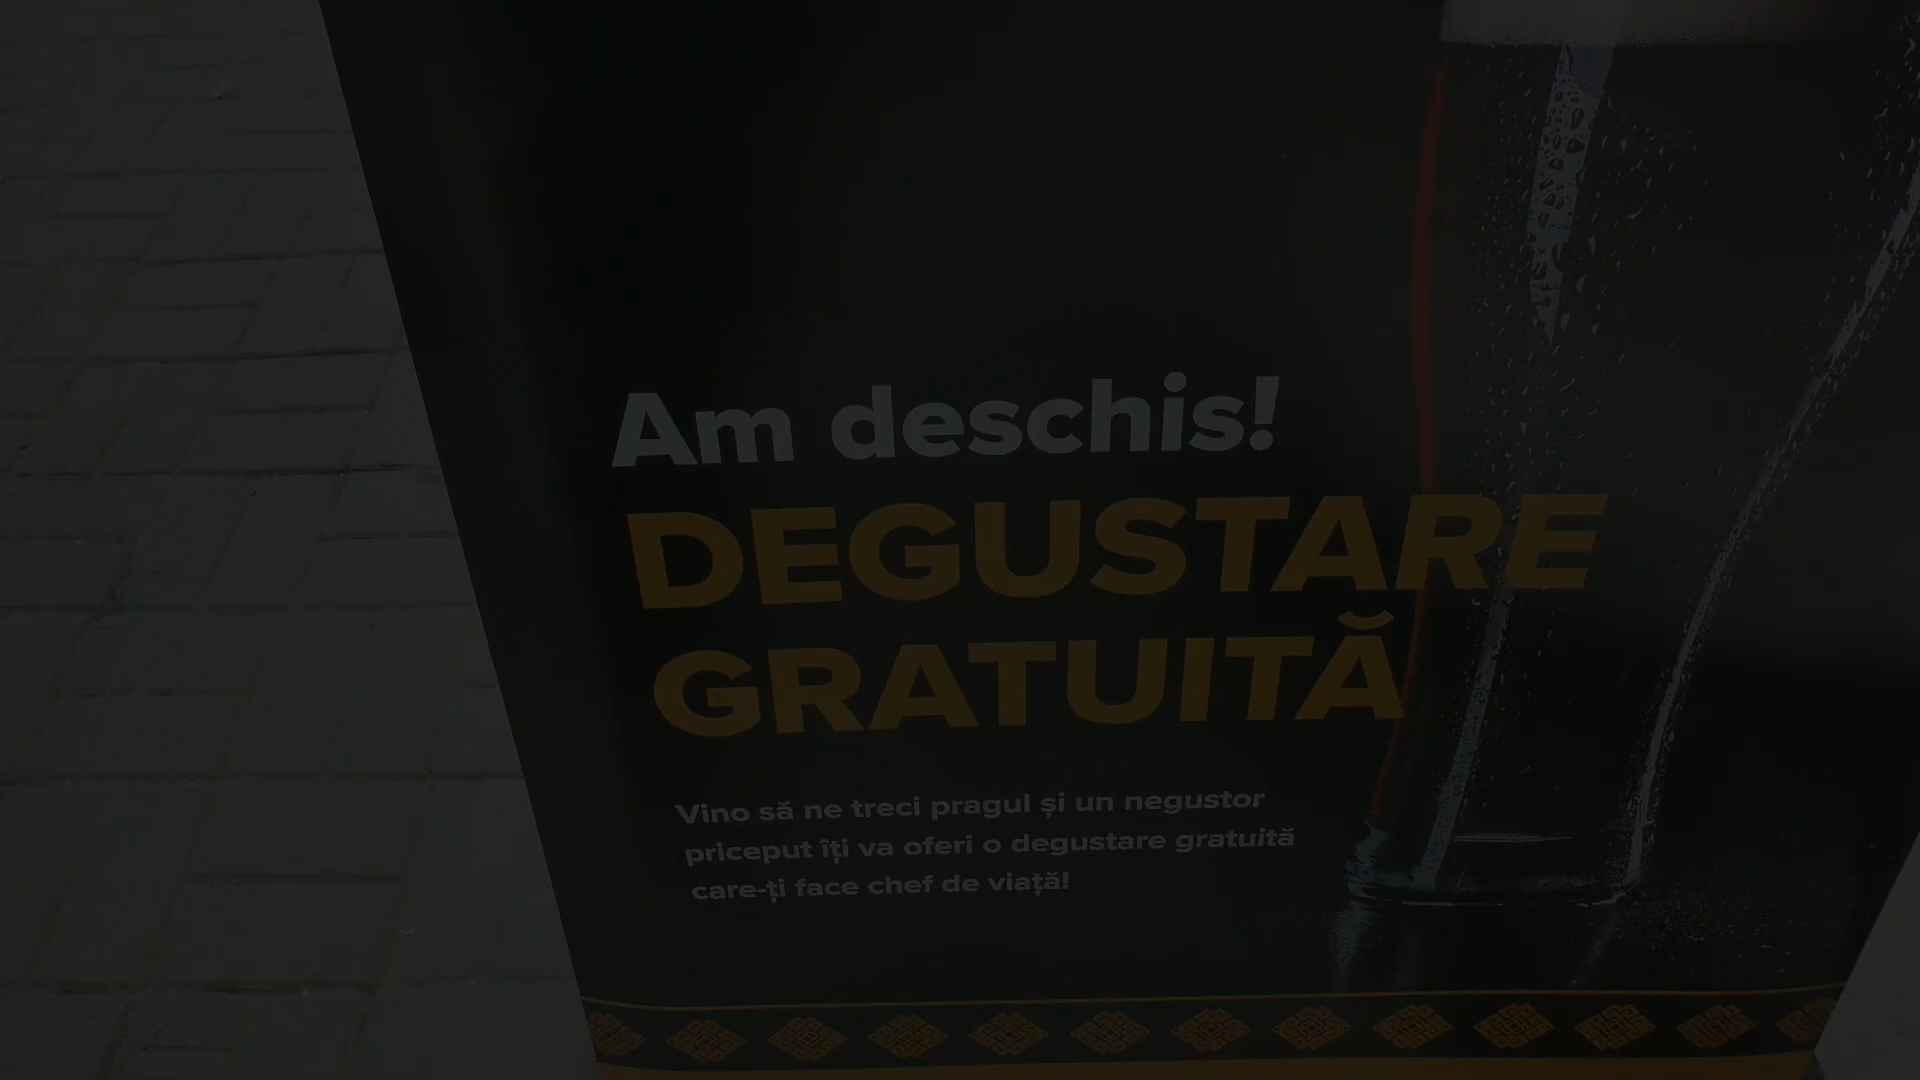 Am deschis!
DEGUSTARE
GRATUITĂ
Vino să ne treci pragul și un negustor
priceput îți va oferi o degustare gratuită
care-ți face chef de viață!